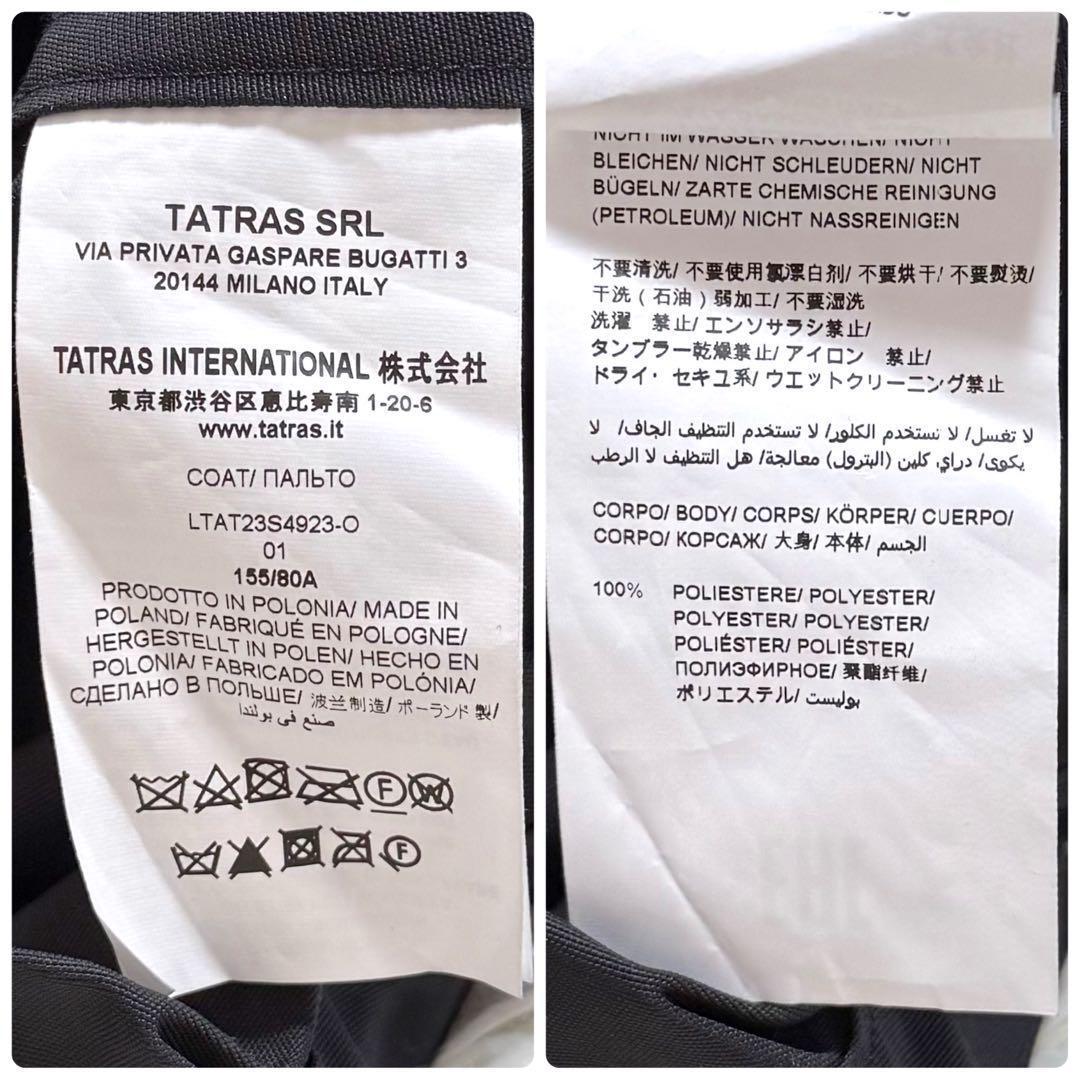 TATRAS SRL
VIA PRIVATA GASPARE BUGATTI 3
20144 MILANO ITALY
TATRAS INTERNATIONAL 株式会社
東京都渋谷区恵比寿南 1-20-6
www.tatras.it
COAT/ ПАЛЬТО
LTAT23S4923-O
01
155/80A
PRODOTTO IN POLONIA/ MADE IN
POLAND/ FABRIQUÉ EN POLOGNE/
HERGESTELLT IN POLEN/ HECHO EN
POLONIA/ FABRICADO EM POLÓNIA/
СДЕЛАНО В ПОЛЬШЕ/ 波兰制造/ ポーランド 製/
صنع في بولندا
F W
F
NICHT IM WASSER WASCHEN/ NICHT
BLEICHEN/ NICHT SCHLEUDERN/ NICHT
BÜGELN/ ZARTE CHEMISCHE REINIGUNG
(PETROLEUM)/ NICHT NASSREINIGEN
不要清洗/ 不要使用氯漂白剂/ 不要烘干/ 不要熨烫/
干洗（石油）弱加工/ 不要湿洗
洗濯　禁止/ エンソサラシ禁止/
タンブラー乾燥禁止/ アイロン　禁止/
ドライ・セキユ系/ ウエットクリーニング禁止
لا تغسل/ لا تستخدم الكلور/ لا تستخدم التنظيف الجاف/ لا
يكوى/ دراي كلين (البترول) معالجة/ هل التنظيف لا الرطب
CORPO/ BODY/ CORPS/ KÖRPER/ CUERPO/
CORPO/ КОРСАЖ/ 大身/ 本体/ الجسم
100% POLIESTERE/ POLYESTER/
POLYESTER/ POLYESTER/
POLIÉSTER/ POLIÉSTER/
ПОЛИЭФИРНОЕ/ 聚酯纤维/
ポリエステル/ بوليست